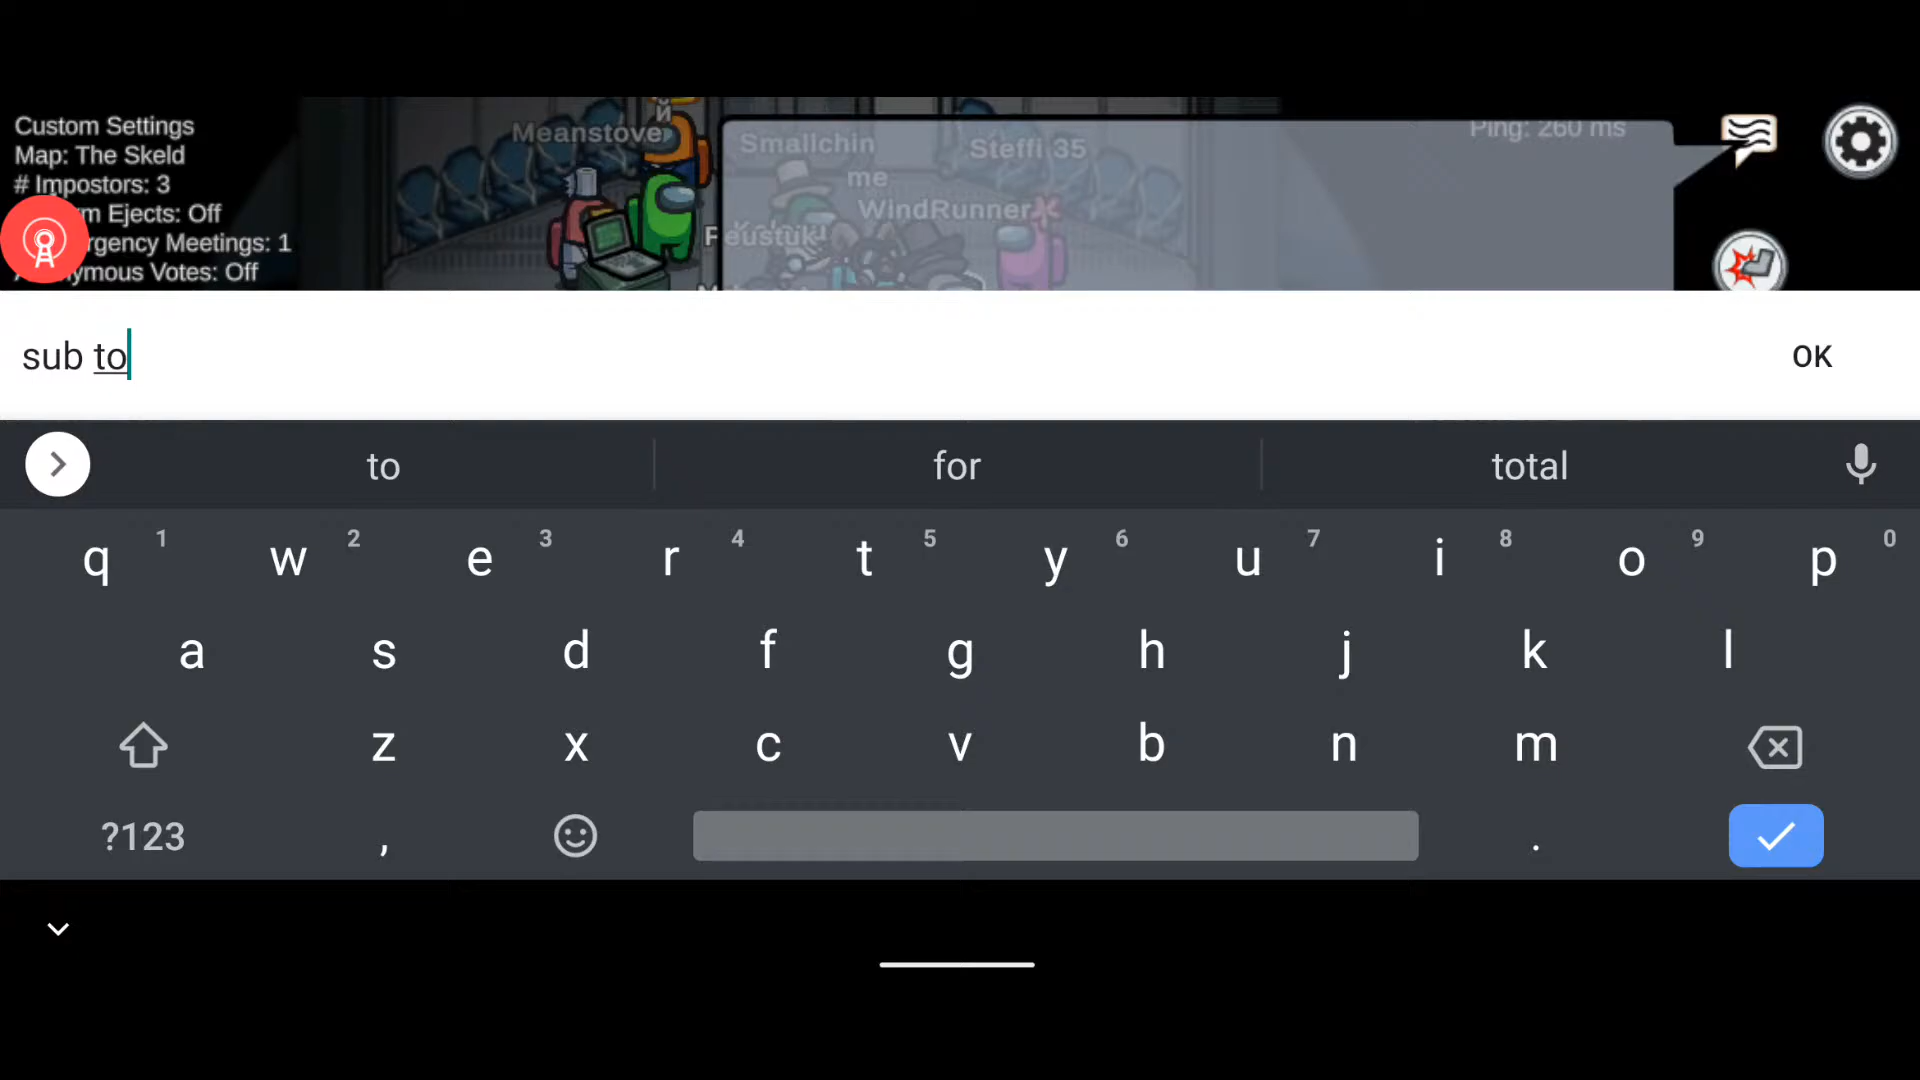 Custom Settings
Map: The Skeld
# Impostors: 3
m Ejects: Off
rgency Meetings: 1
ymous Votes: Off
Meanstove
Й
Smallchin
me
Steffi 35
WindRunner
Ping: 260 ms
sub to
OK
to for total
q 1 w 2 e 3 r 4 t 5 y 6 u 7 i 8 o 9 p 0
a s d f g h j k l
z x c v b n m
?123 , .